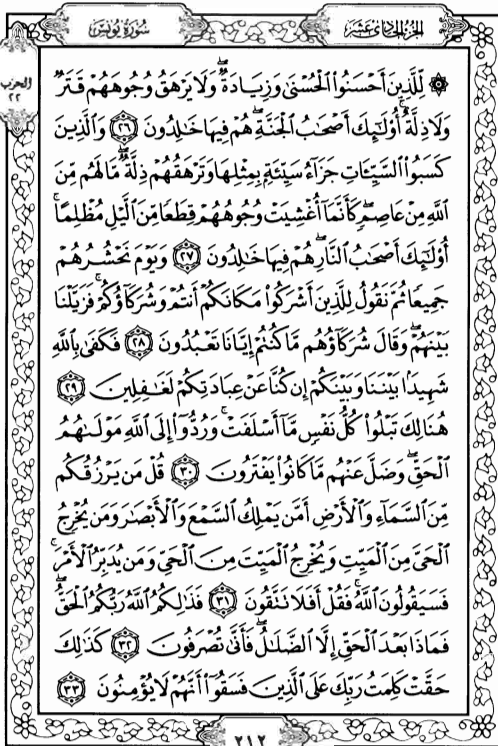 الجزء الحادي عشر
سُورَةُ يُونُسَ
الحزب
٢٢
۞ لِّلَّذِينَ أَحْسَنُوا۟ ٱلْحُسْنَىٰ وَزِيَادَةٌ ۖ وَلَا يَرْهَقُ وُجُوهَهُمْ قَتَرٌ
وَلَا ذِلَّةٌ ۚ أُو۟لَـٰٓئِكَ أَصْحَـٰبُ ٱلْجَنَّةِ ۖ هُمْ فِيهَا خَـٰلِدُونَ ٢٦ وَٱلَّذِينَ
كَسَبُوا۟ ٱلسَّيِّـَٔاتِ جَزَآءُ سَيِّئَةٍۭ بِمِثْلِهَا وَتَرْهَقُهُمْ ذِلَّةٌ ۖ مَّا لَهُم مِّنَ
ٱللَّهِ مِنْ عَاصِمٍ ۖ كَأَنَّمَآ أُغْشِيَتْ وُجُوهُهُمْ قِطَعًا مِّنَ ٱلَّيْلِ مُظْلِمًا ۚ
أُو۟لَـٰٓئِكَ أَصْحَـٰبُ ٱلنَّارِ ۖ هُمْ فِيهَا خَـٰلِدُونَ ٢٧ وَيَوْمَ نَحْشُرُهُمْ
جَمِيعًا ثُمَّ نَقُولُ لِلَّذِينَ أَشْرَكُوا۟ مَكَانَكُمْ أَنتُمْ وَشُرَكَآؤُكُمْ ۚ فَزَيَّلْنَا
بَيْنَهُمْ ۖ وَقَالَ شُرَكَآؤُهُم مَّا كُنتُمْ إِيَّانَا تَعْبُدُونَ ٢٨ فَكَفَىٰ بِٱللَّهِ
شَهِيدًۢا بَيْنَنَا وَبَيْنَكُمْ إِن كُنَّا عَنْ عِبَادَتِكُمْ لَغَـٰفِلِينَ ٢٩
هُنَالِكَ تَبْلُوا۟ كُلُّ نَفْسٍ مَّآ أَسْلَفَتْ ۚ وَرُدُّوٓا۟ إِلَى ٱللَّهِ مَوْلَىٰهُمُ
ٱلْحَقِّ ۖ وَضَلَّ عَنْهُم مَّا كَانُوا۟ يَفْتَرُونَ ٣٠ قُلْ مَن يَرْزُقُكُم
مِّنَ ٱلسَّمَآءِ وَٱلْأَرْضِ أَمَّن يَمْلِكُ ٱلسَّمْعَ وَٱلْأَبْصَـٰرَ وَمَن يُخْرِجُ
ٱلْحَىَّ مِنَ ٱلْمَيِّتِ وَيُخْرِجُ ٱلْمَيِّتَ مِنَ ٱلْحَىِّ وَمَن يُدَبِّرُ ٱلْأَمْرَ ۚ
فَسَيَقُولُونَ ٱللَّهُ ۚ فَقُلْ أَفَلَا تَتَّقُونَ ٣١ فَذَٰلِكُمُ ٱللَّهُ رَبُّكُمُ ٱلْحَقُّ ۖ
فَمَاذَا بَعْدَ ٱلْحَقِّ إِلَّا ٱلضَّلَـٰلُ ۖ فَأَنَّىٰ تُصْرَفُونَ ٣٢ كَذَٰلِكَ
حَقَّتْ كَلِمَتُ رَبِّكَ عَلَى ٱلَّذِينَ فَسَقُوٓا۟ أَنَّهُمْ لَا يُؤْمِنُونَ ٣٣
٢١٢